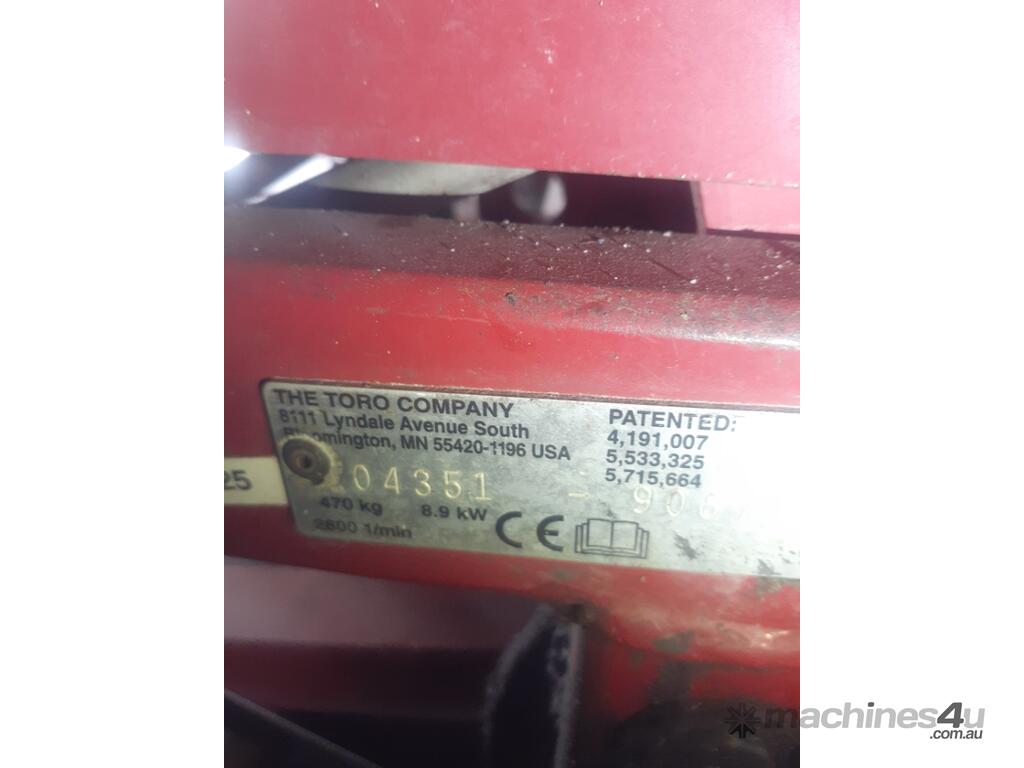 THE TORO COMPANY
8111 Lyndale Avenue South
Bloomington, MN 55420-1196 USA
PATENTED:
4,191,007
5,533,325
5,715,664
25
04351 - 90
470 kg 8.9 kW
2800 1/min
CE
machines4u
.com.au